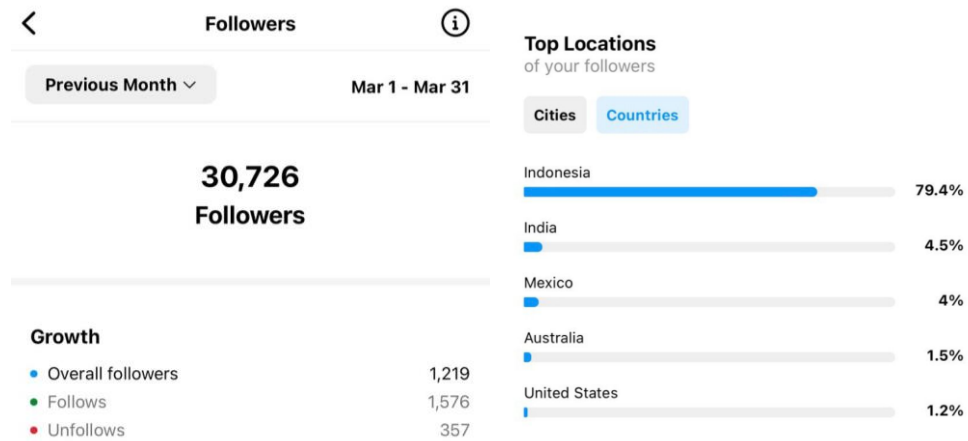 Followers
Previous Month
Mar 1 - Mar 31
30,726
Followers
Growth
Overall followers 1,219
Follows 1,576
Unfollows 357
Top Locations
of your followers
Cities Countries
Indonesia
79.4%
India
4.5%
Mexico
4%
Australia
1.5%
United States
1.2%